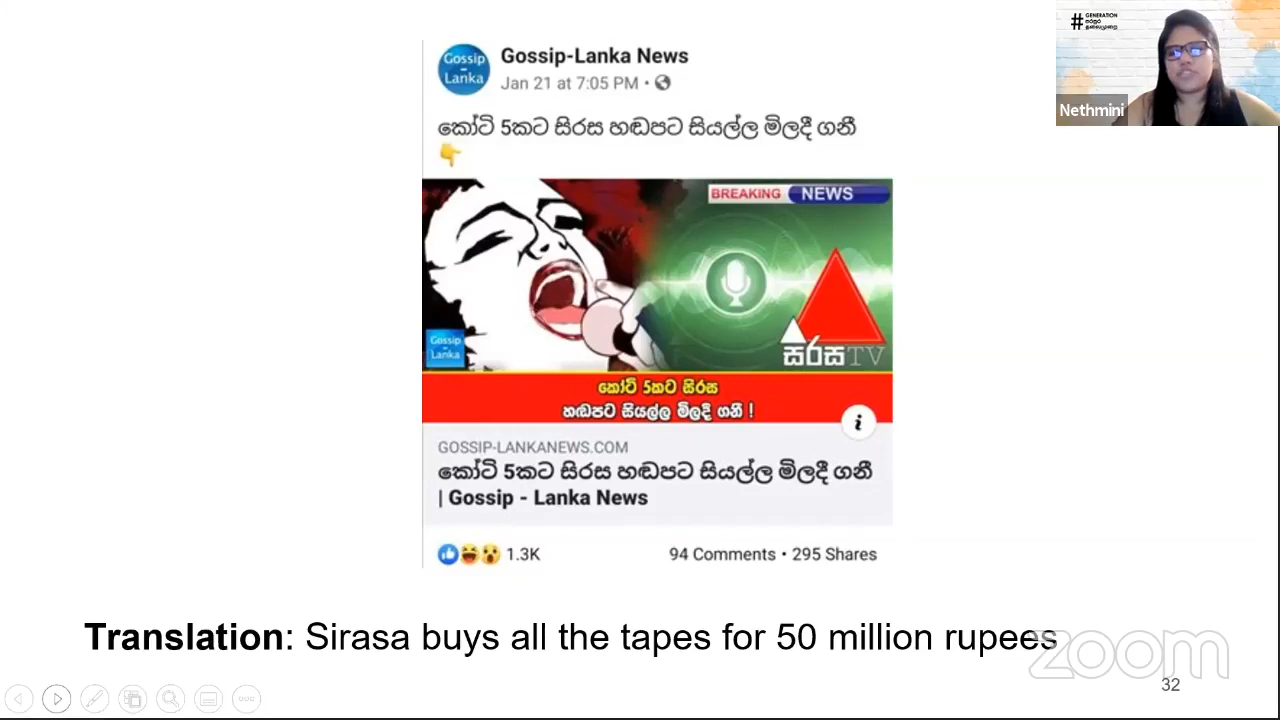 Gossip-Lanka News
Jan 21 at 7:05 PM
කෝටි 5කට සිරස හඬපට සියල්ල මිලදී ගනී
BREAKING NEWS
Gossip
Lanka
සිරස TV
කෝටි 5කට සිරස
හඬපට සියල්ල මිලදී ගනී !
i
GOSSIP-LANKANEWS.COM
කෝටි 5කට සිරස හඬපට සියල්ල මිලදී ගනී
| Gossip - Lanka News
1.3K
94 Comments • 295 Shares
Translation: Sirasa buys all the tapes for 50 million rupees
zoom
32
# GENERATION
Nethmini
Gossip
Lanka